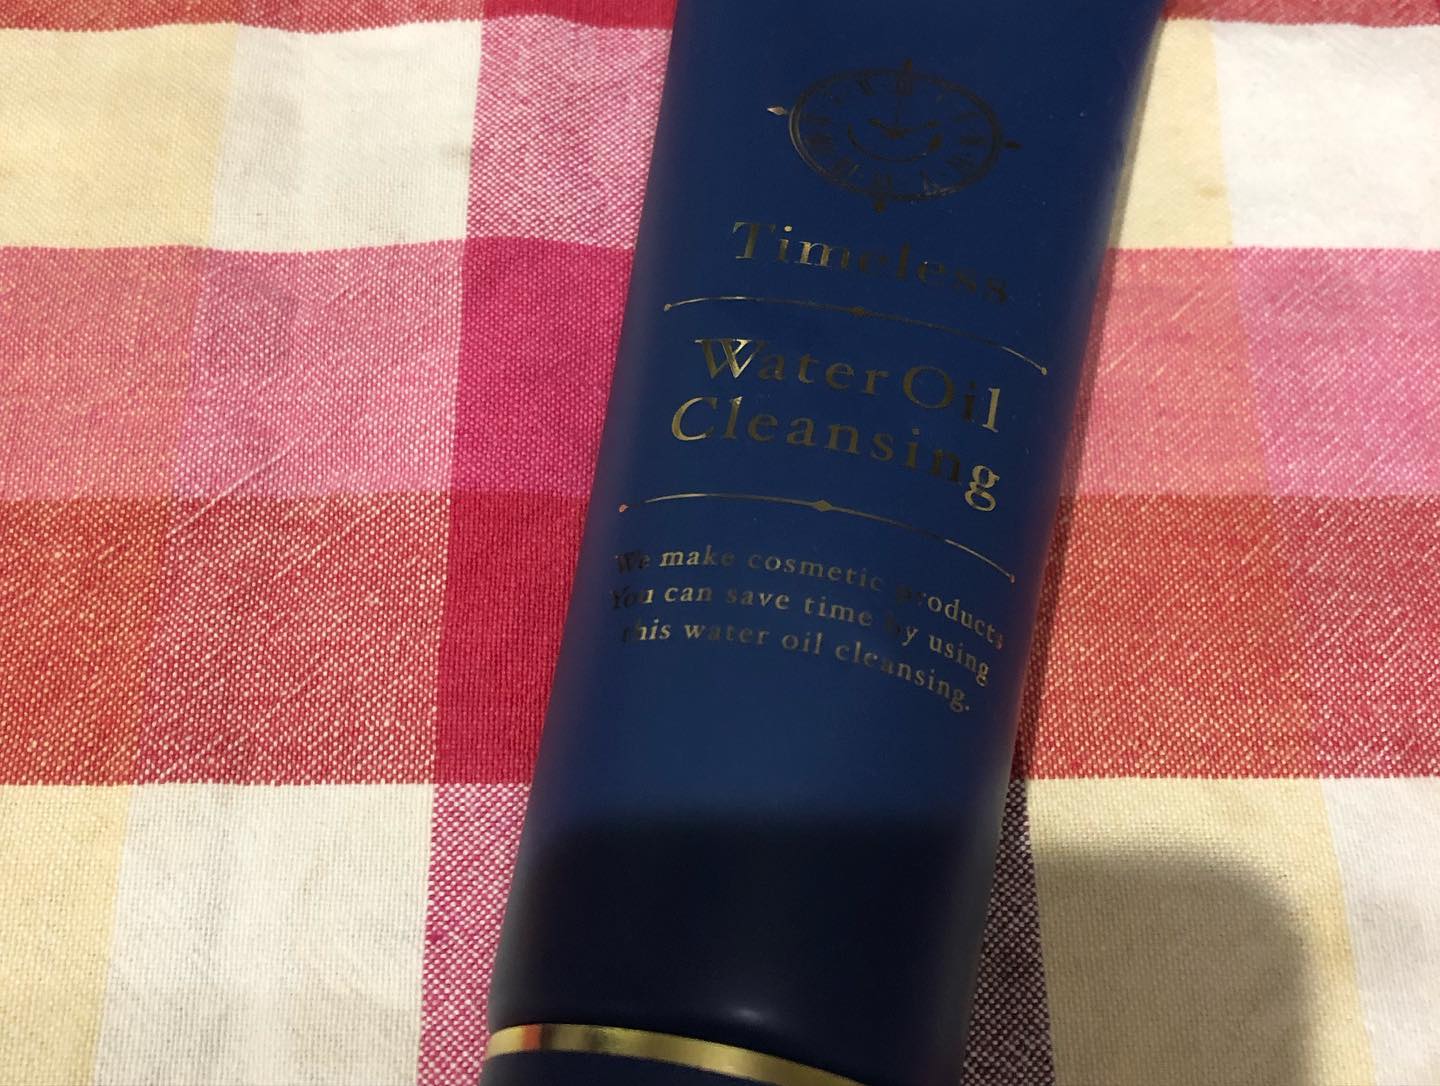 Timeless
Water Oil
Cleansing
We make cosmetic products
You can save time by using
this water oil cleansing.